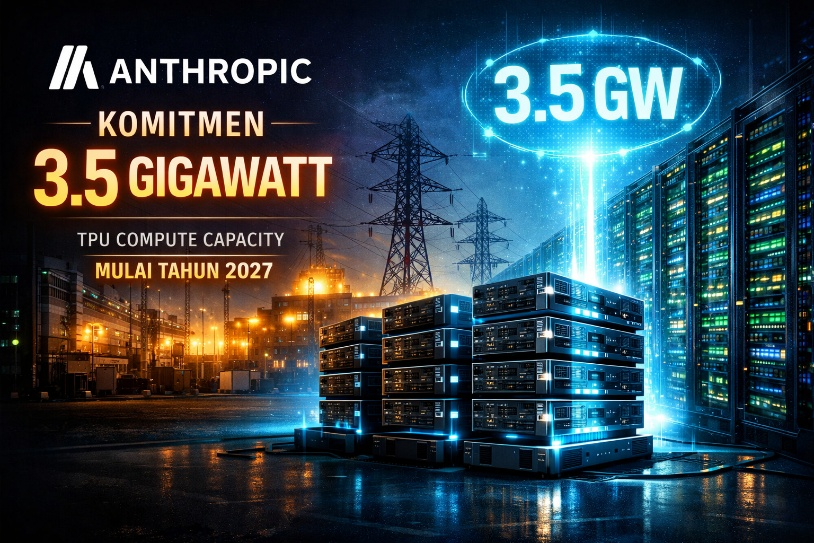 ANTHROPIC
KOMITMEN
3.5 GIGAWATT
TPU COMPUTE CAPACITY
MULAI TAHUN 2027
3.5 GW